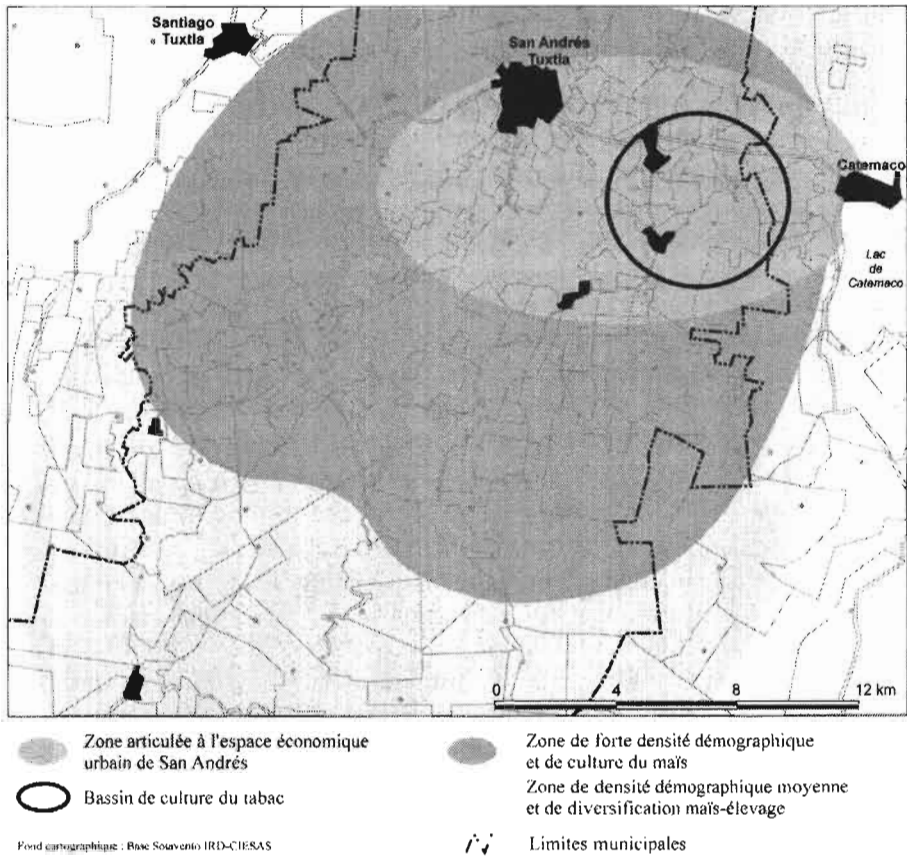 Santiago
Tuxtla
San Andrés
Tuxtla
Catemaco
Lac
de
Catemaco
0 4 8 12 km
Zone articulée à l'espace économique
urbain de San Andrés
Bassin de culture du tabac
Zone de forte densité démographique
et de culture du maïs
Zone de densité démographique moyenne
et de diversification maïs-élevage
Limites municipales
Fond cartographique : Base Sotavento IRD-CIESAS